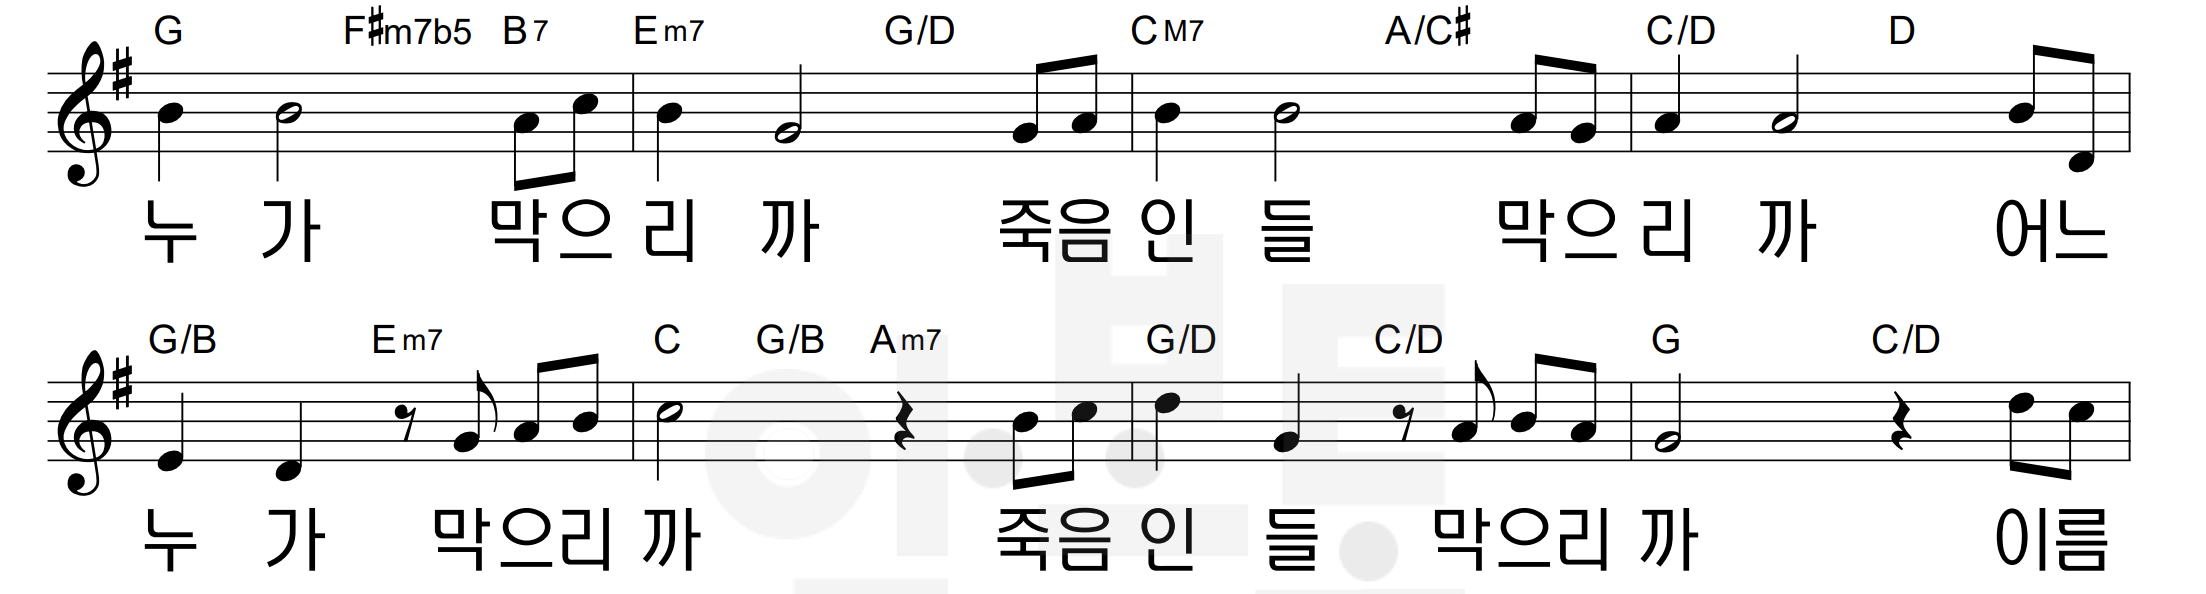 G F#m7b5 B7 Em7 G/D CM7 A/C# C/D D
누 가 막으 리 까 죽음 인 들 막으 리 까 어느
G/B Em7 C G/B Am7 G/D C/D G C/D
누 가 막으리 까 죽음 인 들 막으리 까 이름